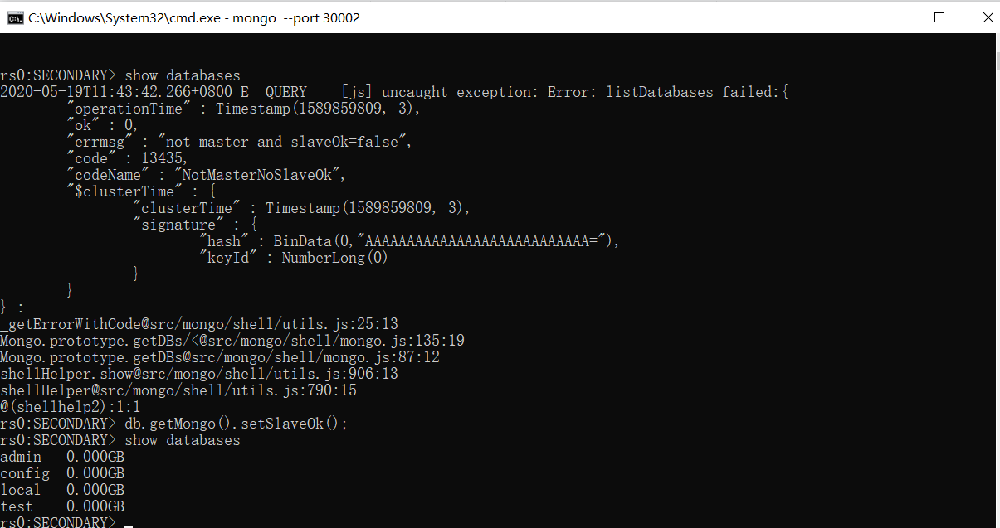 C:\Windows\System32\cmd.exe - mongo  --port 30002
---
rs0:SECONDARY> show databases
2020-05-19T11:43:42.266+0800 E  QUERY    [js] uncaught exception: Error: listDatabases failed:{
        "operationTime" : Timestamp(1589859809, 3),
        "ok" : 0,
        "errmsg" : "not master and slaveOk=false",
        "code" : 13435,
        "codeName" : "NotMasterNoSlaveOk",
        "$clusterTime" : {
                "clusterTime" : Timestamp(1589859809, 3),
                "signature" : {
                        "hash" : BinData(0,"AAAAAAAAAAAAAAAAAAAAAAAAAAA="),
                        "keyId" : NumberLong(0)
                }
        }
} :
_getErrorWithCode@src/mongo/shell/utils.js:25:13
Mongo.prototype.getDBs/<@src/mongo/shell/mongo.js:135:19
Mongo.prototype.getDBs@src/mongo/shell/mongo.js:87:12
shellHelper.show@src/mongo/shell/utils.js:906:13
shellHelper@src/mongo/shell/utils.js:790:15
@(shellhelp2):1:1
rs0:SECONDARY> db.getMongo().setSlaveOk();
rs0:SECONDARY> show databases
admin   0.000GB
config  0.000GB
local   0.000GB
test    0.000GB
rs0:SECONDARY>